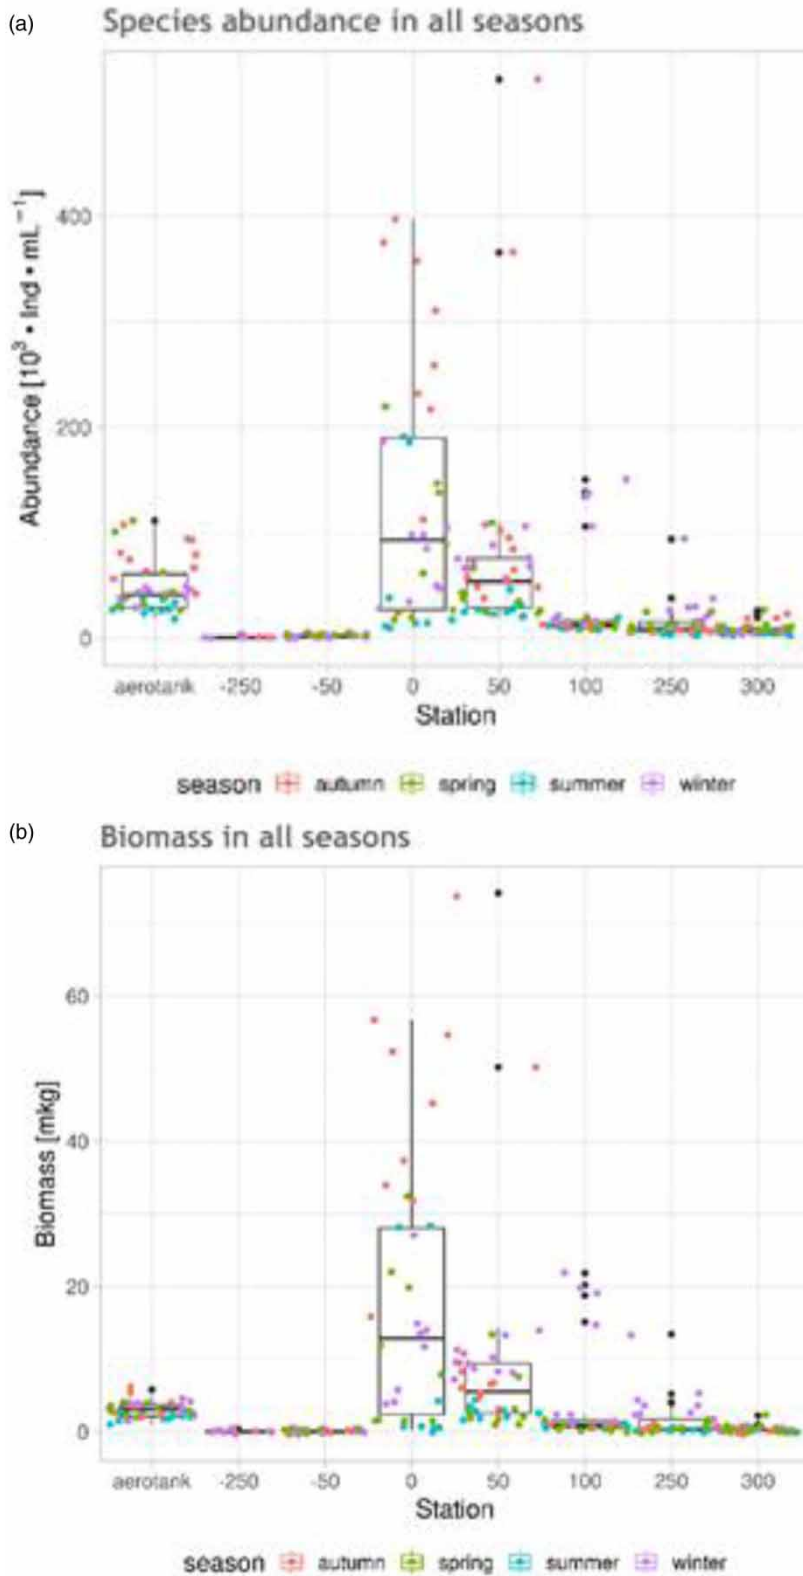 (a) Species abundance in all seasons
Abundance [10³ • Ind • mL⁻¹]
400
200
0
aerotank -250 -50 0 50 100 250 300
Station
season autumn spring summer winter
(b) Biomass in all seasons
Biomass [mkg]
60
40
20
0
aerotank -250 -50 0 50 100 250 300
Station
season autumn spring summer winter